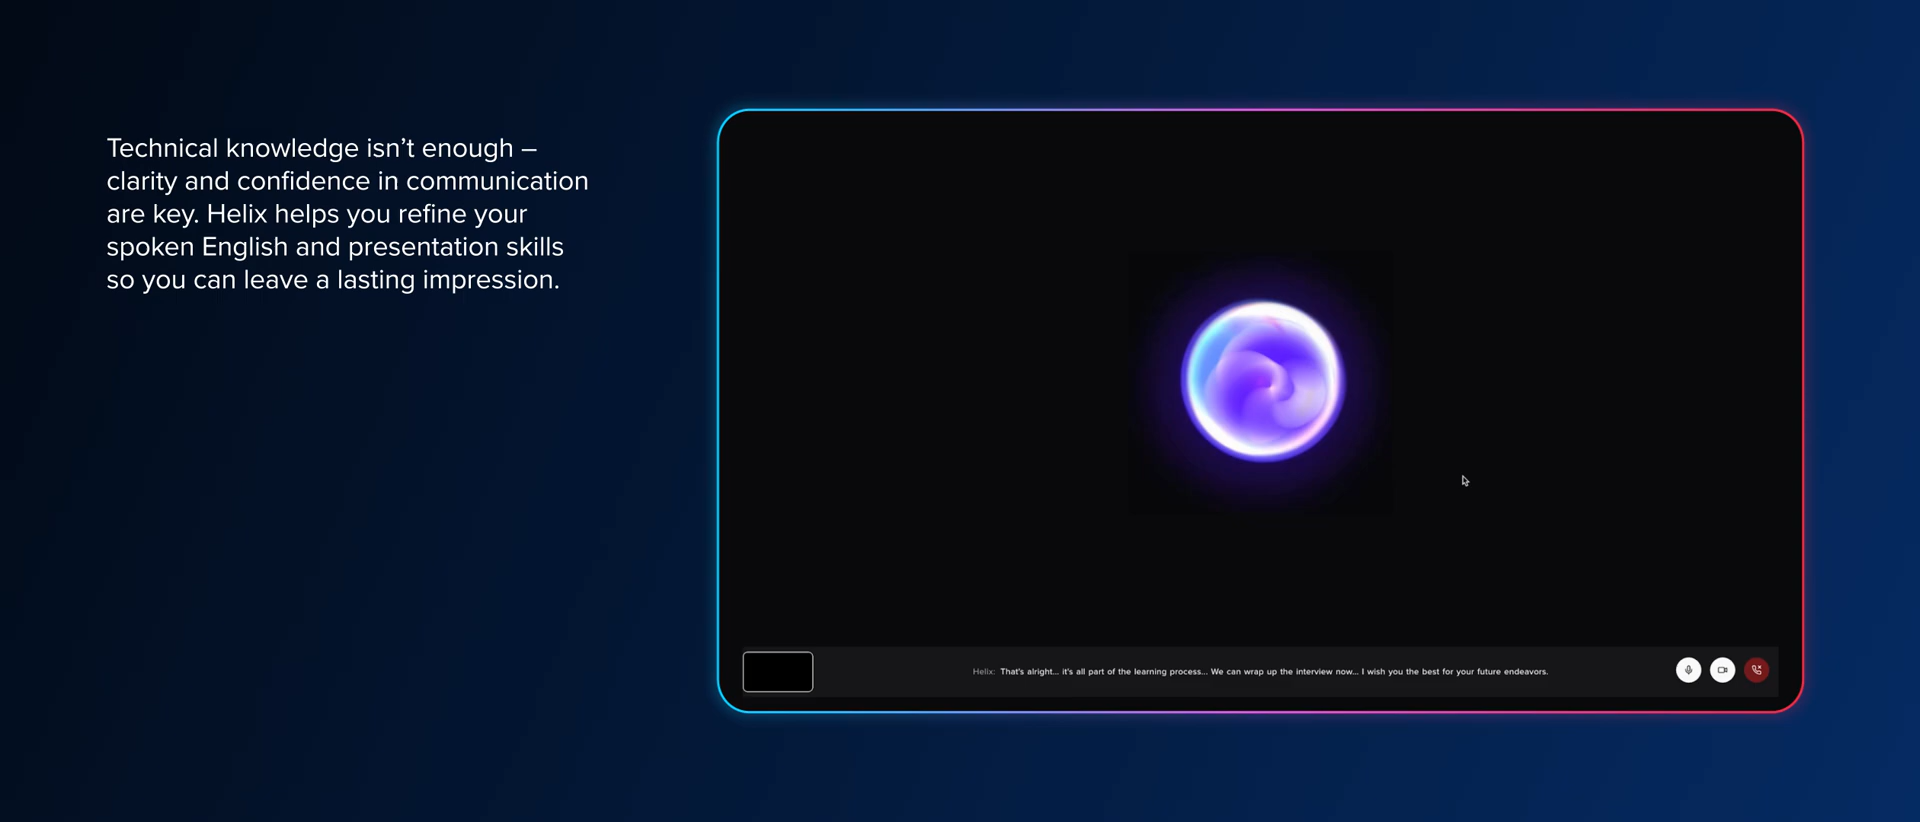 Technical knowledge isn’t enough –
clarity and confidence in communication
are key. Helix helps you refine your
spoken English and presentation skills
so you can leave a lasting impression.
Helix: That's alright... it's all part of the learning process... We can wrap up the interview now... I wish you the best for your future endeavors.